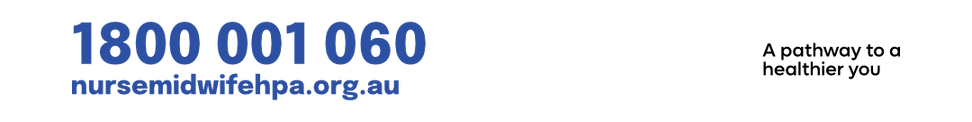 1800 001 060
nursemidwifehpa.org.au
A pathway to a
healthier you